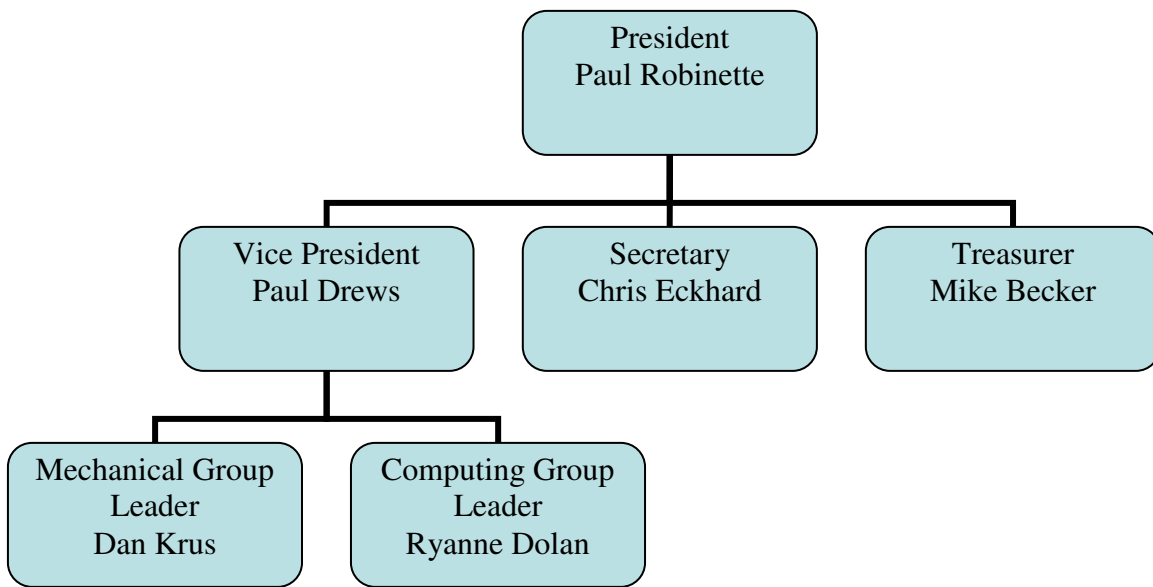 President
Paul Robinette
Vice President
Paul Drews
Secretary
Chris Eckhard
Treasurer
Mike Becker
Mechanical Group
Leader
Dan Krus
Computing Group
Leader
Ryanne Dolan